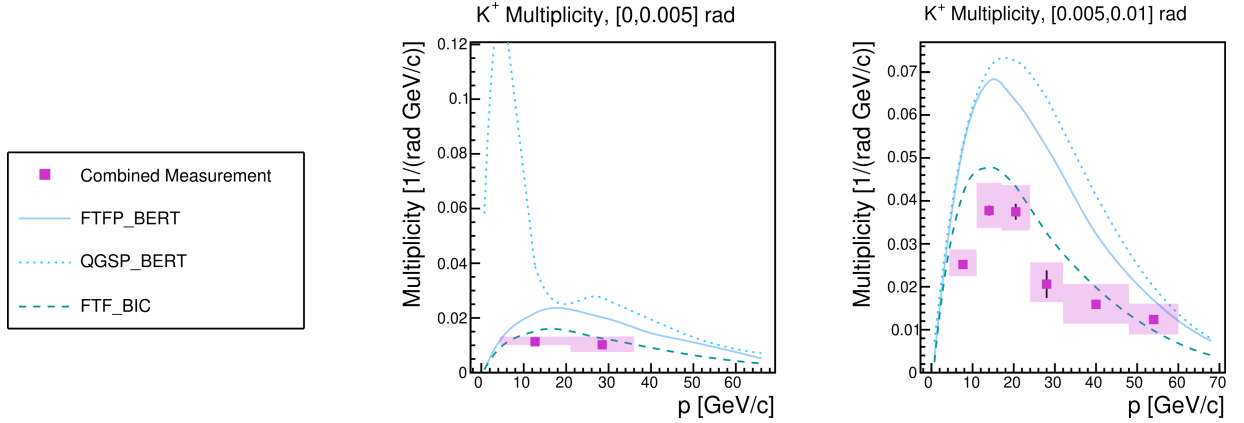 K+ Multiplicity, [0,0.005] rad
K+ Multiplicity, [0.005,0.01] rad
Combined Measurement
FTFP_BERT
QGSP_BERT
FTF_BIC
Multiplicity [1/(rad GeV/c)]
0.12
0.1
0.08
0.06
0.04
0.02
0
0 10 20 30 40 50 60
p [GeV/c]
Multiplicity [1/(rad GeV/c)]
0.07
0.06
0.05
0.04
0.03
0.02
0.01
0
0 10 20 30 40 50 60 70
p [GeV/c]